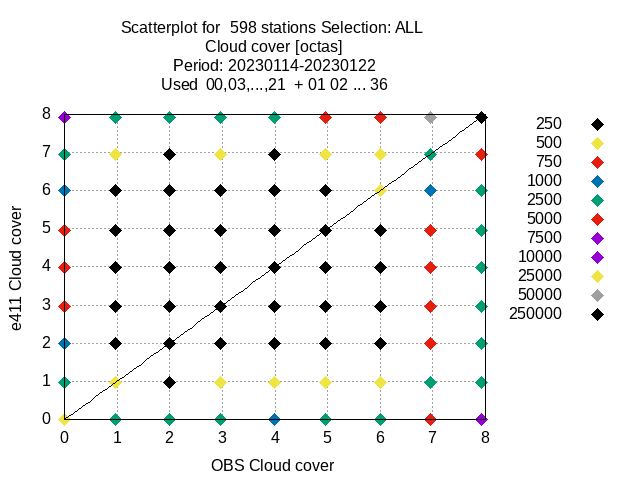 Scatterplot for  598 stations Selection: ALL
Cloud cover [octas]
Period: 20230114-20230122
Used  00,03,...,21  + 01 02 ... 36
8
7
6
5
4
3
2
1
0
e411 Cloud cover
0 1 2 3 4 5 6 7 8
OBS Cloud cover
250
500
750
1000
2500
5000
7500
10000
25000
50000
250000